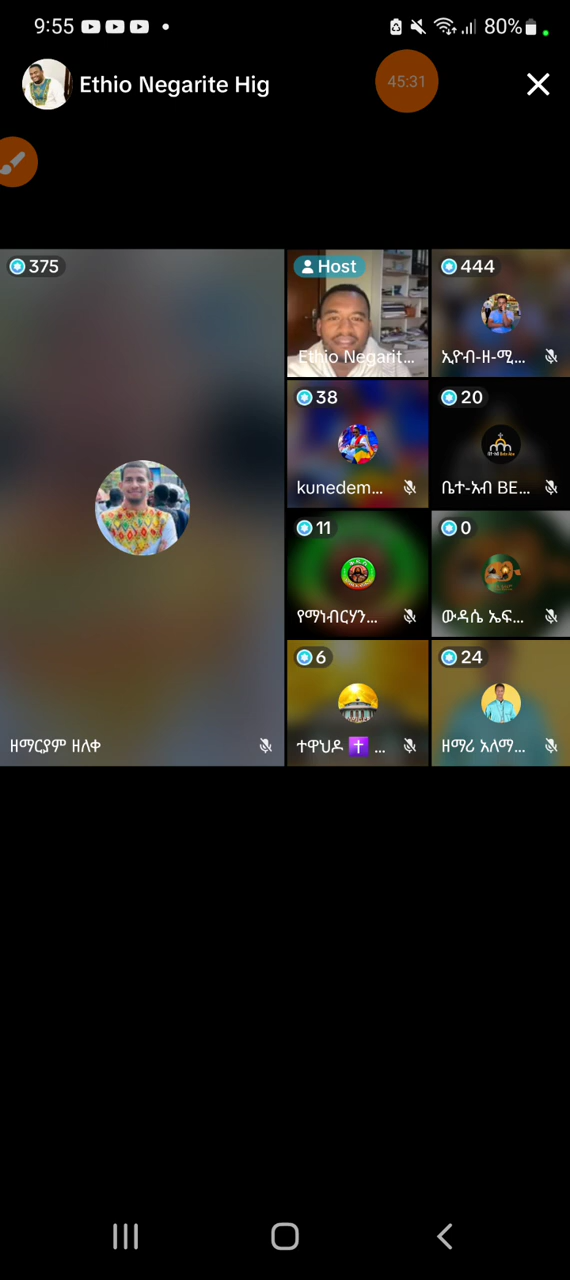 9:55
80%
Ethio Negarite Hig
45:31
375
ዘማርያም ዘለቀ
Host
Ethio Negarit...
444
ኢዮብ-ዘ-ሚ...
38
kunedem...
20
ቤተ-አብ BE...
11
የማነብርሃን...
0
ውዳሴ ኤፍ...
6
ተዋህዶ ✝️ ...
24
ዘማሪ አለማ...